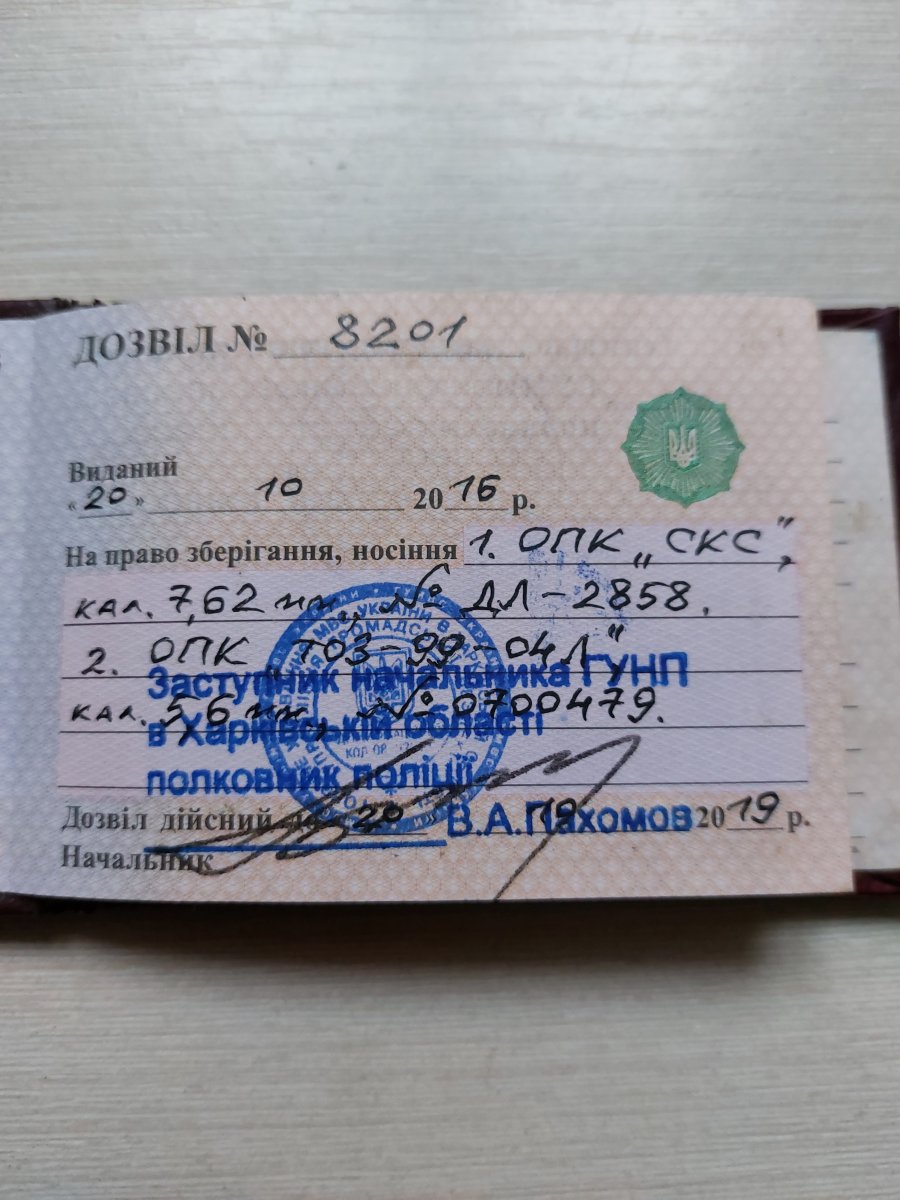 ДОЗВІЛ № 8201
Виданий
"20" 10 2016 р.
На право зберігання, носіння 1. ОПК „СКС",
кал. 7,62 мм, № ДЛ-2858.
2. ОПК "ТОЗ-99-04Л"
Заступник начальника ГУНП
кал. 5,6 мм, № 0700479.
в Харківській області
полковник поліції
Дозвіл дійсний до 20 2019 р.
В.А.Пахомов
Начальник